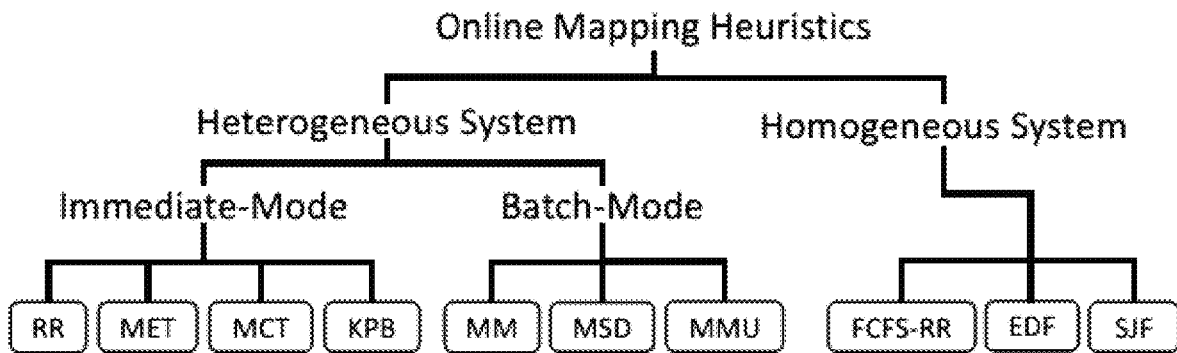 Online Mapping Heuristics
Heterogeneous System
Homogeneous System
Immediate-Mode
Batch-Mode
RR
MET
MCT
KPB
MM
MSD
MMU
FCFS-RR
EDF
SJF